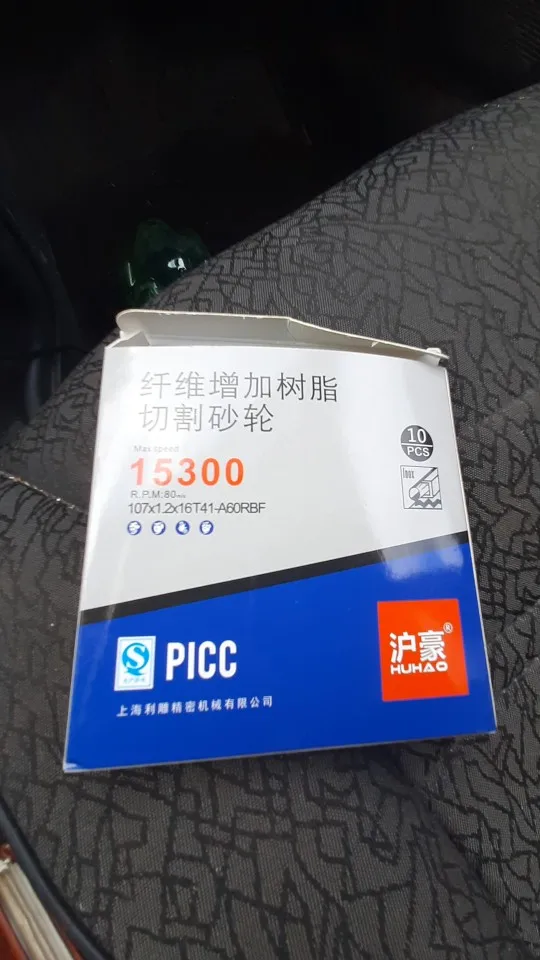 纤维增加树脂
切割砂轮
Max speed
15300
R.P.M:80m/s
107x1.2x16T41-A60RBF
10
PCS
Inox
S
PICC
沪豪®
HUHAO
上海利雕精密机械有限公司